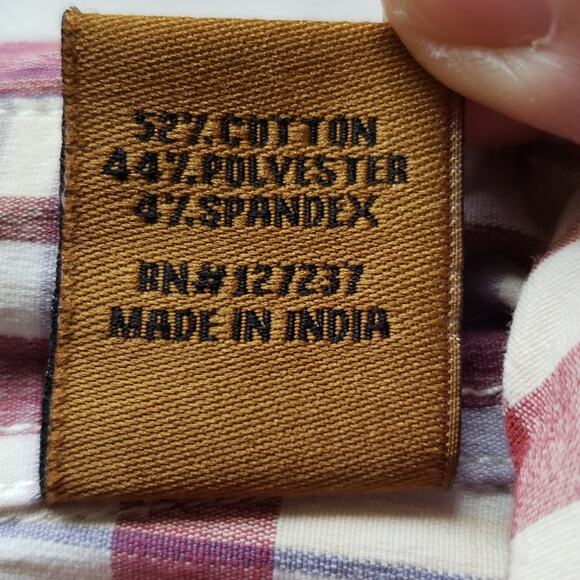 52% COTTON
44% POLYESTER
4% SPANDEX
RN# 127237
MADE IN INDIA